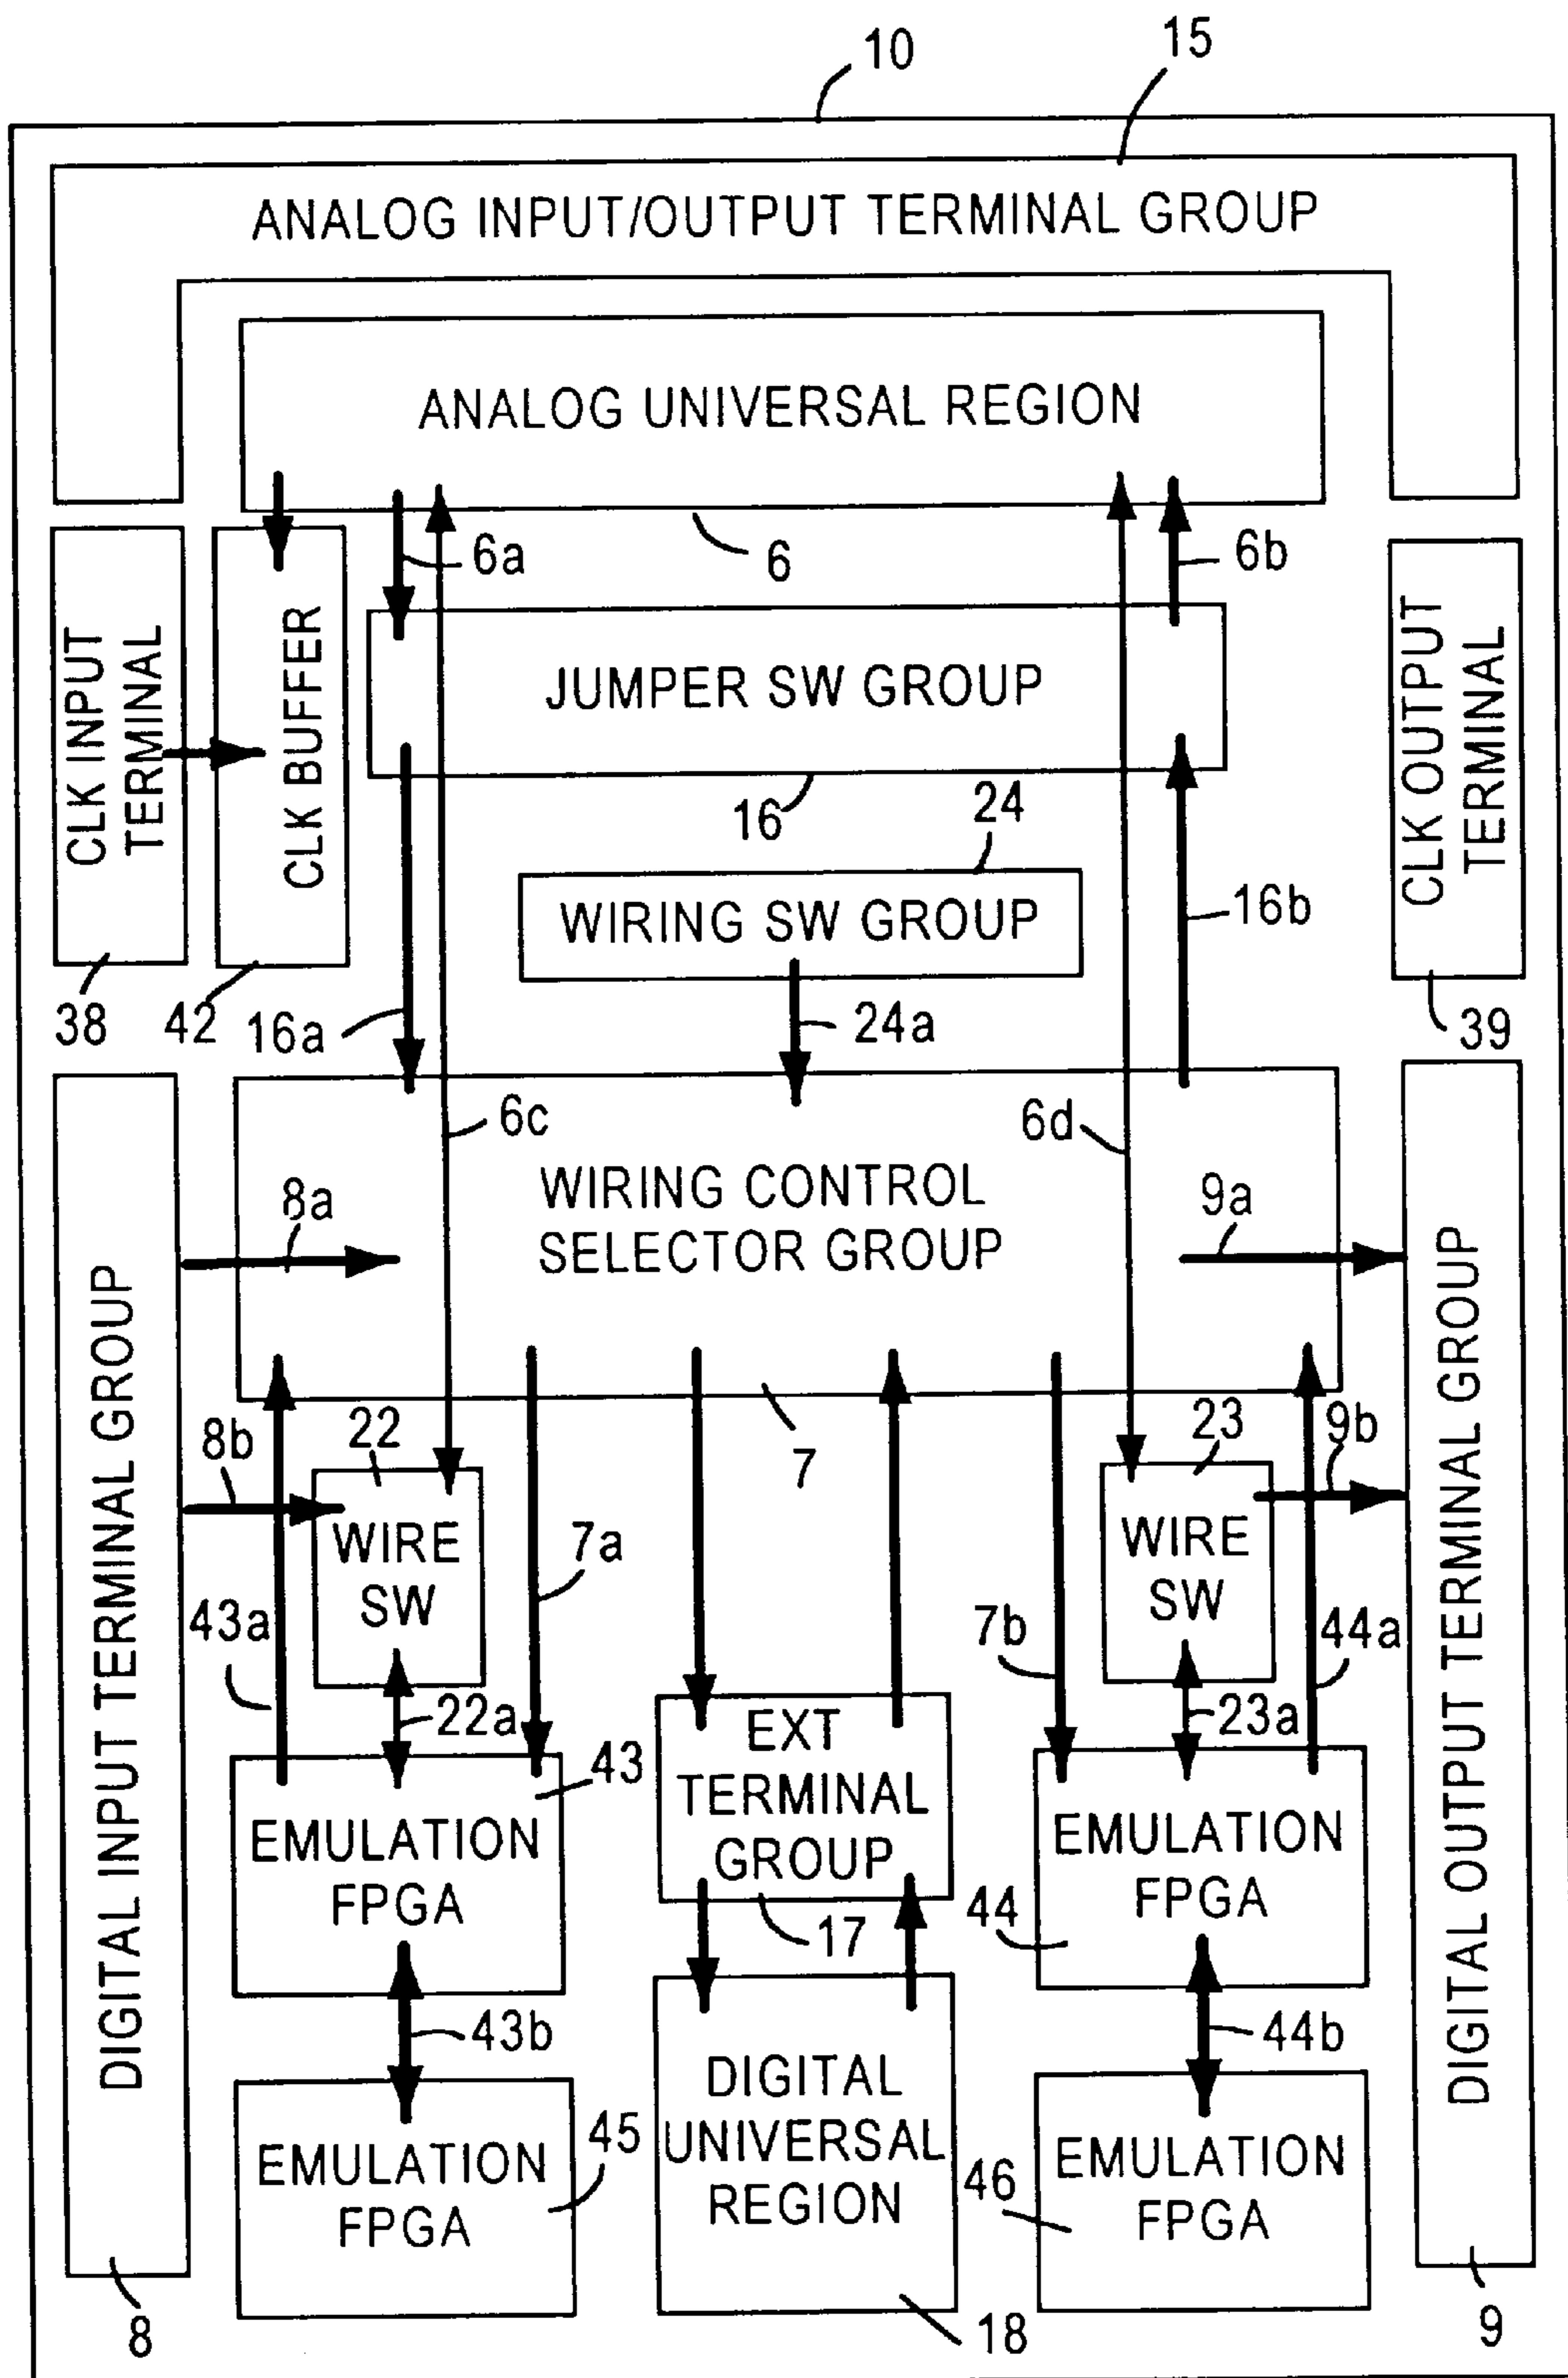 10
15
ANALOG INPUT/OUTPUT TERMINAL GROUP
ANALOG UNIVERSAL REGION
6a
6
6b
CLK INPUT
TERMINAL
CLK BUFFER
JUMPER SW GROUP
CLK OUTPUT
TERMINAL
16
24
WIRING SW GROUP
16b
38
42
16a
24a
39
6c
6d
WIRING CONTROL
SELECTOR GROUP
8a
9a
DIGITAL INPUT TERMINAL GROUP
DIGITAL OUTPUT TERMINAL GROUP
8b
22
7
23
9b
WIRE
SW
7a
WIRE
SW
43a
7b
44a
22a
23a
43
EMULATION
FPGA
EXT
TERMINAL
GROUP
EMULATION
FPGA
17
44
43b
44b
DIGITAL
UNIVERSAL
REGION
45
EMULATION
FPGA
46
EMULATION
FPGA
8
18
9